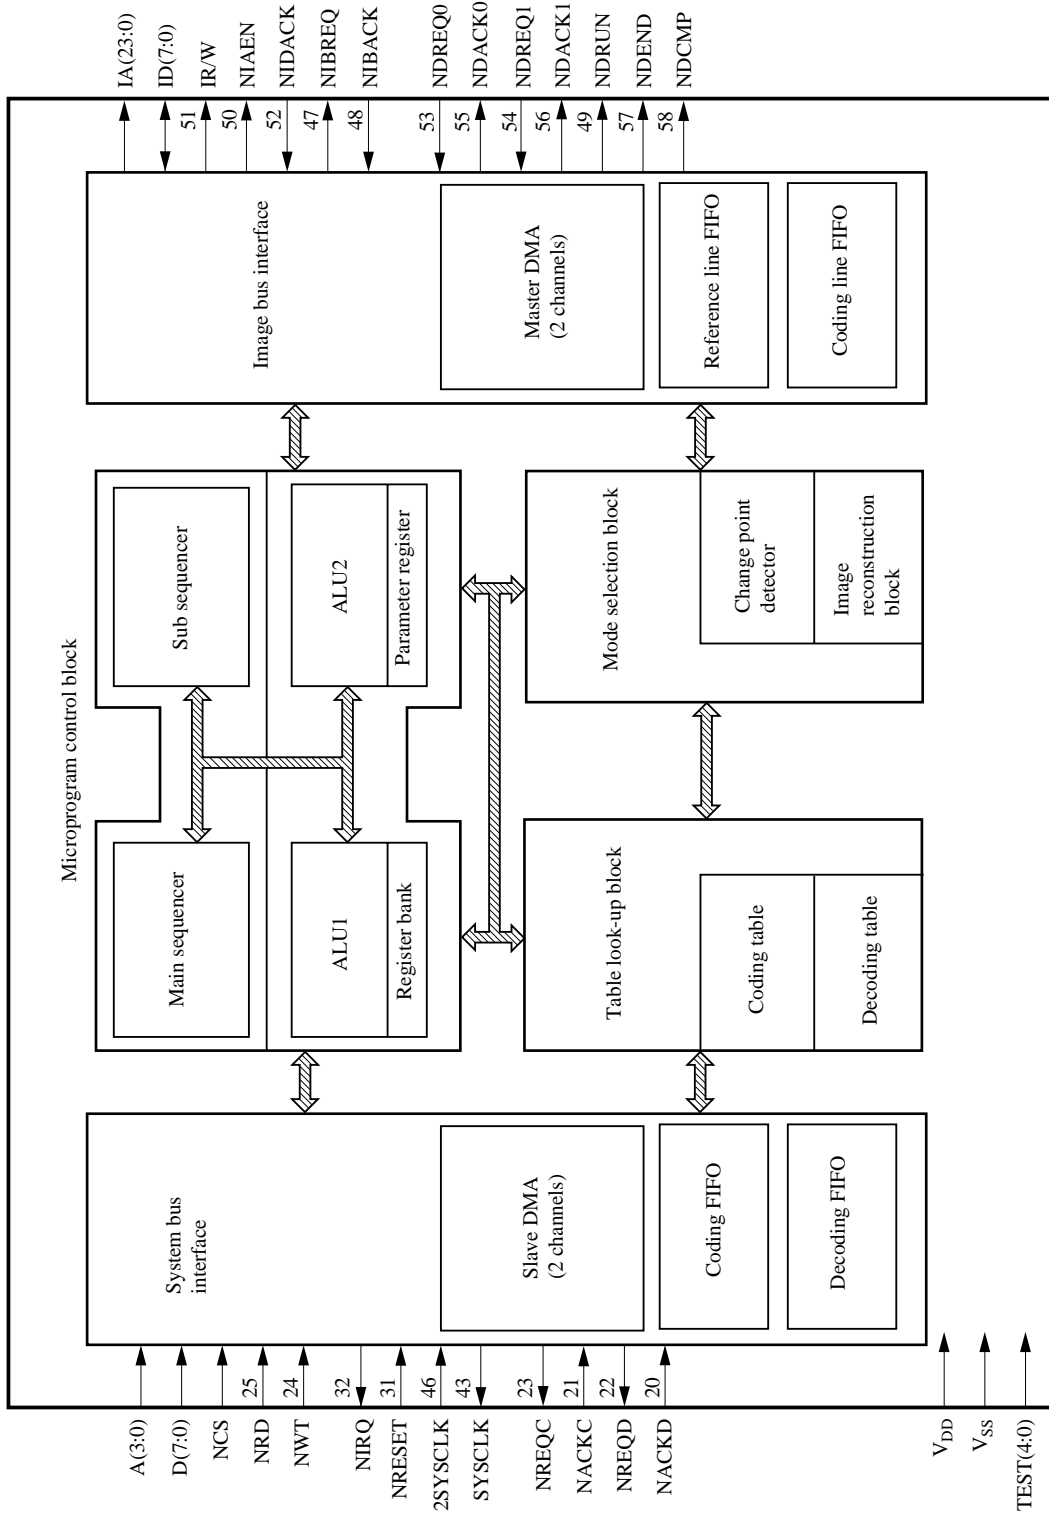 Microprogram control block
A(3:0)
D(7:0)
NCS
NRD
25
NWT
24
NIRQ
32
NRESET
31
2SYSCLK
46
SYSCLK
43
NREQC
23
NACKC
21
NREQD
22
NACKD
20
VDD
VSS
TEST(4:0)
System bus
interface
Slave DMA
(2 channels)
Coding FIFO
Decoding FIFO
Main sequencer
ALU1
Register bank
Sub sequencer
ALU2
Parameter register
Table look-up block
Coding table
Decoding table
Mode selection block
Change point
detector
Image
reconstruction
block
Image bus interface
Master DMA
(2 channels)
Reference line FIFO
Coding line FIFO
IA(23:0)
ID(7:0)
51
IR/W
50
NIAEN
52
NIDACK
47
NIBREQ
48
NIBACK
53
NDREQ0
55
NDACK0
54
NDREQ1
56
NDACK1
49
NDRUN
57
NDEND
58
NDCMP